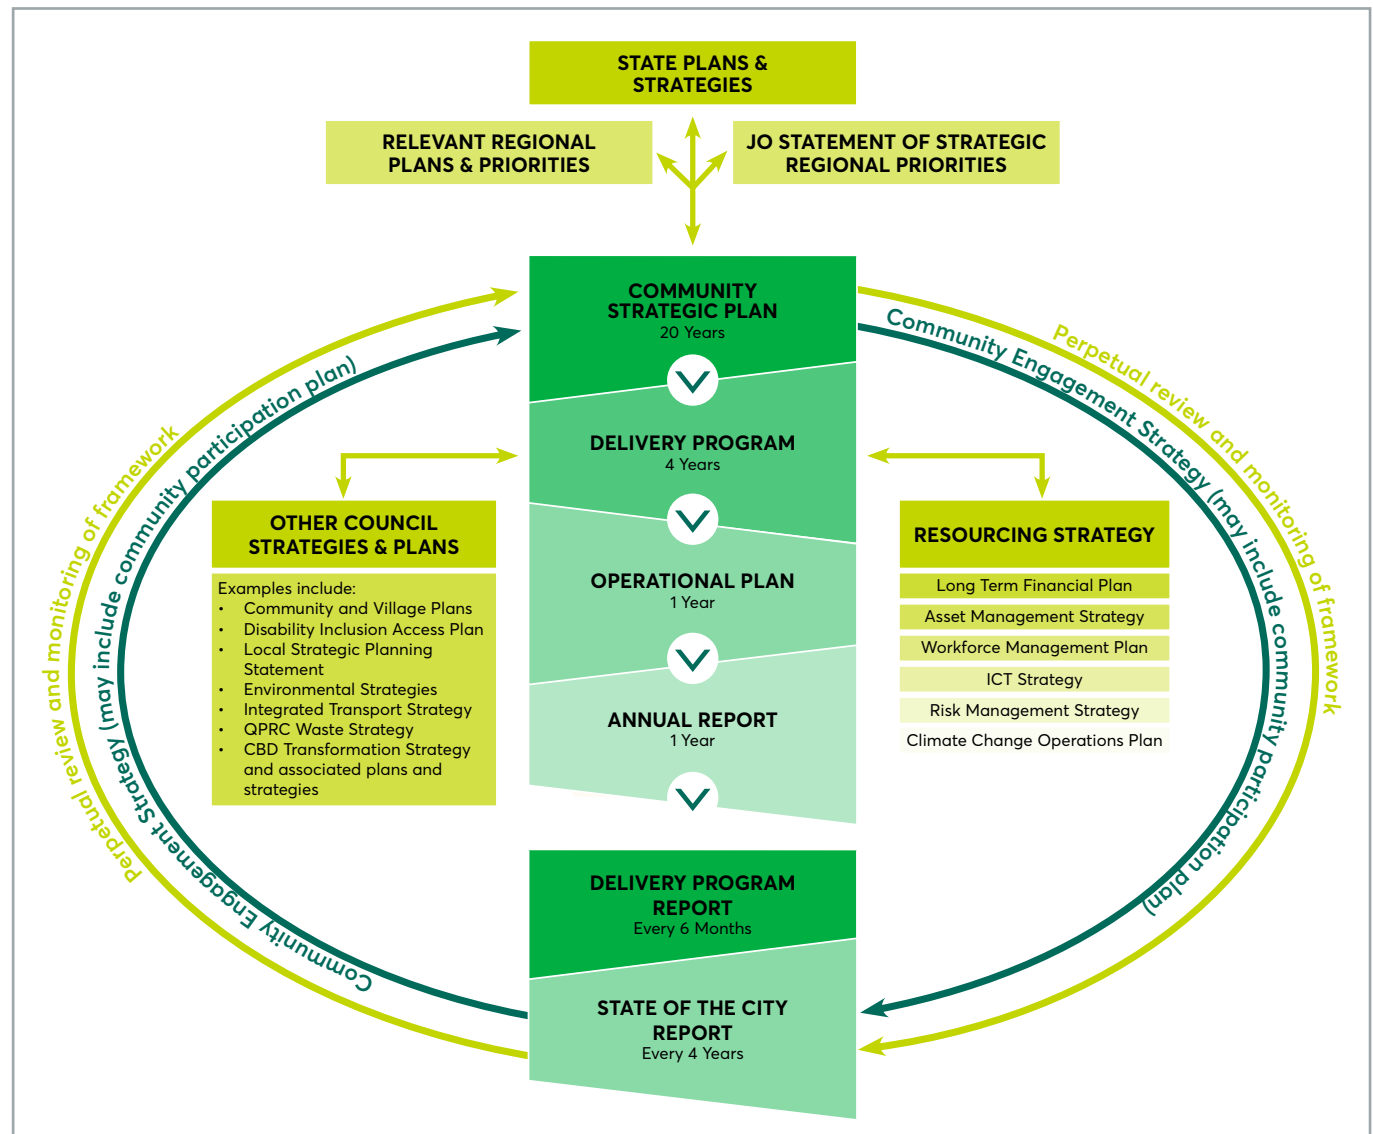 STATE PLANS &
STRATEGIES
RELEVANT REGIONAL
PLANS & PRIORITIES
JO STATEMENT OF STRATEGIC
REGIONAL PRIORITIES
COMMUNITY
STRATEGIC PLAN
20 Years
DELIVERY PROGRAM
4 Years
OPERATIONAL PLAN
1 Year
ANNUAL REPORT
1 Year
DELIVERY PROGRAM
REPORT
Every 6 Months
STATE OF THE CITY
REPORT
Every 4 Years
OTHER COUNCIL
STRATEGIES & PLANS
Examples include:
• Community and Village Plans
• Disability Inclusion Access Plan
• Local Strategic Planning
Statement
• Environmental Strategies
• Integrated Transport Strategy
• QPRC Waste Strategy
• CBD Transformation Strategy
and associated plans and
strategies
RESOURCING STRATEGY
Long Term Financial Plan
Asset Management Strategy
Workforce Management Plan
ICT Strategy
Risk Management Strategy
Climate Change Operations Plan
Perpetual review and monitoring of framework
Community Engagement Strategy (may include community participation plan)
Community Engagement Strategy (may include community participation plan)
Perpetual review and monitoring of framework